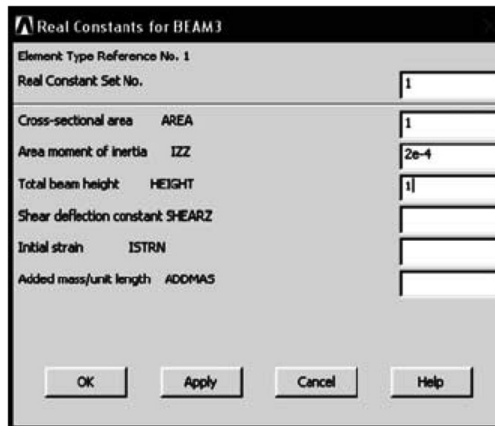 Real Constants for BEAM3
Element Type Reference No. 1
Real Constant Set No. 1
Cross-sectional area AREA 1
Area moment of inertia IZZ 2e-4
Total beam height HEIGHT 1
Shear deflection constant SHEARZ
Initial strain ISTRN
Added mass/unit length ADDMAS
OK Apply Cancel Help